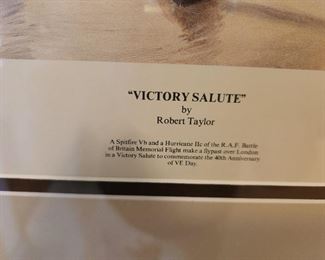 "VICTORY SALUTE"
by
Robert Taylor
A Spitfire Vb and a Hurricane IIc of the R.A.F. Battle
of Britain Memorial Flight make a flypast over London
in a Victory Salute to commemorate the 40th Anniversary
of VE Day.